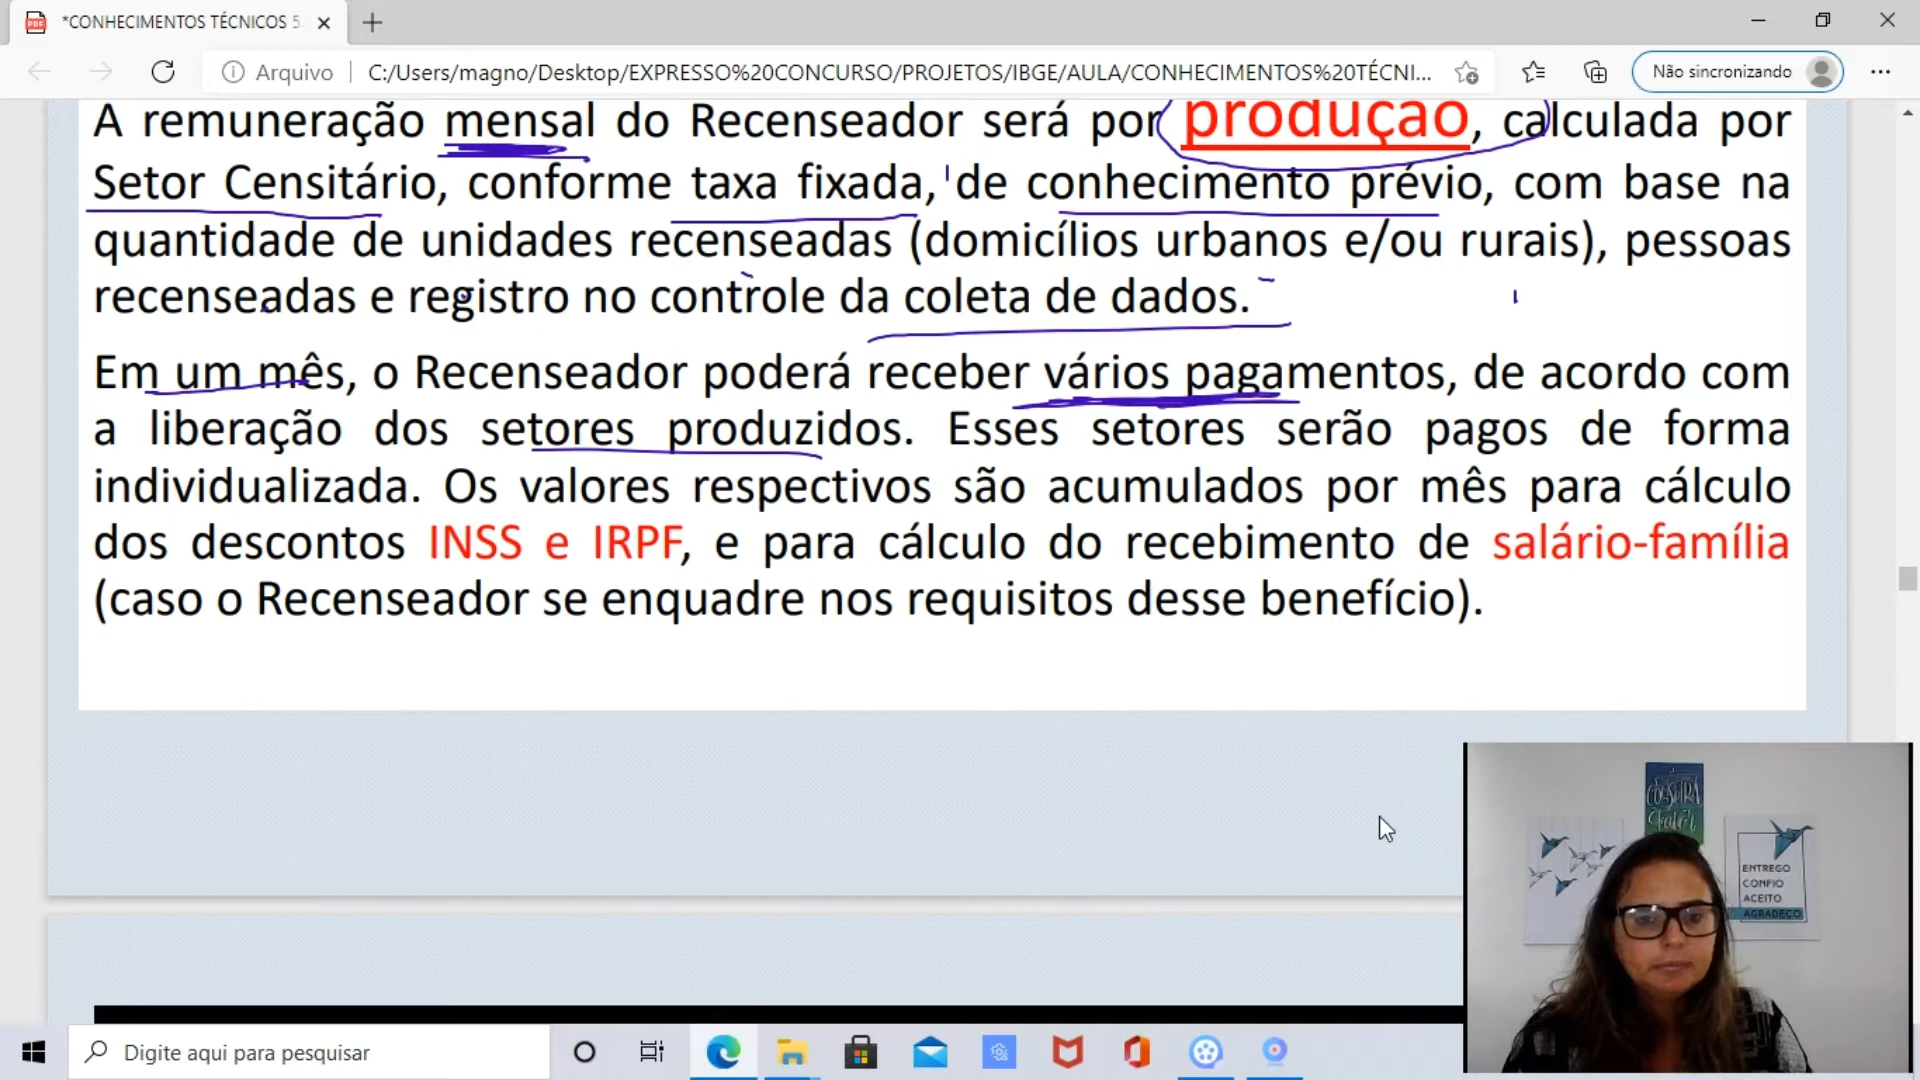 *CONHECIMENTOS TÉCNICOS 5
Arquivo
C:/Users/magno/Desktop/EXPRESSO%20CONCURSO/PROJETOS/IBGE/AULA/CONHECIMENTOS%20TÉCNI...
Não sincronizando
A remuneração mensal do Recenseador será por produção, calculada por
Setor Censitário, conforme taxa fixada, de conhecimento prévio, com base na
quantidade de unidades recenseadas (domicílios urbanos e/ou rurais), pessoas
recenseadas e registro no controle da coleta de dados.
Em um mês, o Recenseador poderá receber vários pagamentos, de acordo com
a liberação dos setores produzidos. Esses setores serão pagos de forma
individualizada. Os valores respectivos são acumulados por mês para cálculo
dos descontos INSS e IRPF, e para cálculo do recebimento de salário-família
(caso o Recenseador se enquadre nos requisitos desse benefício).
ENTREGO
CONFIO
ACEITO
AGRADEÇO
Digite aqui para pesquisar